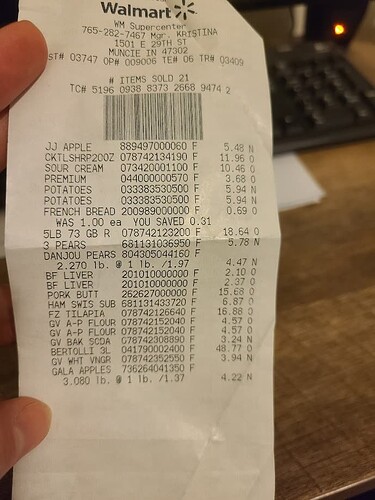 Walmart
WM Supercenter
765-282-7467 Mgr. KRISTINA
1501 E 29TH ST
MUNCIE IN 47302
ST# 03747 OP# 009006 TE# 06 TR# 03409
# ITEMS SOLD 21
TC# 5196 0938 8373 2668 9474 2
JJ APPLE 889497000060 F 5.48 N
CKTLSHRP20OZ 078742134190 F 11.96 O
SOUR CREAM 073420001100 F 10.46 O
PREMIUM 044000000570 F 3.68 O
POTATOES 033383530500 F 5.94 N
POTATOES 033383530500 F 5.94 N
FRENCH BREAD 200989000000 F 0.69 O
WAS 1.00 ea YOU SAVED 0.31
5LB 73 GB R 078742123200 F 18.64 O
3 PEARS 681131036950 F 5.78 N
DANJOU PEARS 804305044160 F
2.270 lb. @ 1 lb. /1.97 4.47 N
BF LIVER 201010000000 F 2.10 O
BF LIVER 201010000000 F 2.37 O
PORK BUTT 262627000000 F 15.68 O
HAM SWIS SUB 681131433720 F 6.87 O
FZ TILAPIA 078742126640 F 16.88 O
GV A-P FLOUR 078742152040 F 4.57 O
GV A-P FLOUR 078742152040 F 4.57 O
GV BAK SODA 078742308890 F 3.24 N
BERTOLLI 3L 041790002400 F 48.77 O
GV WHT VNGR 078742352550 F 3.94 N
GALA APPLES 736264041350 F
3.080 lb. @ 1 lb. /1.37 4.22 N